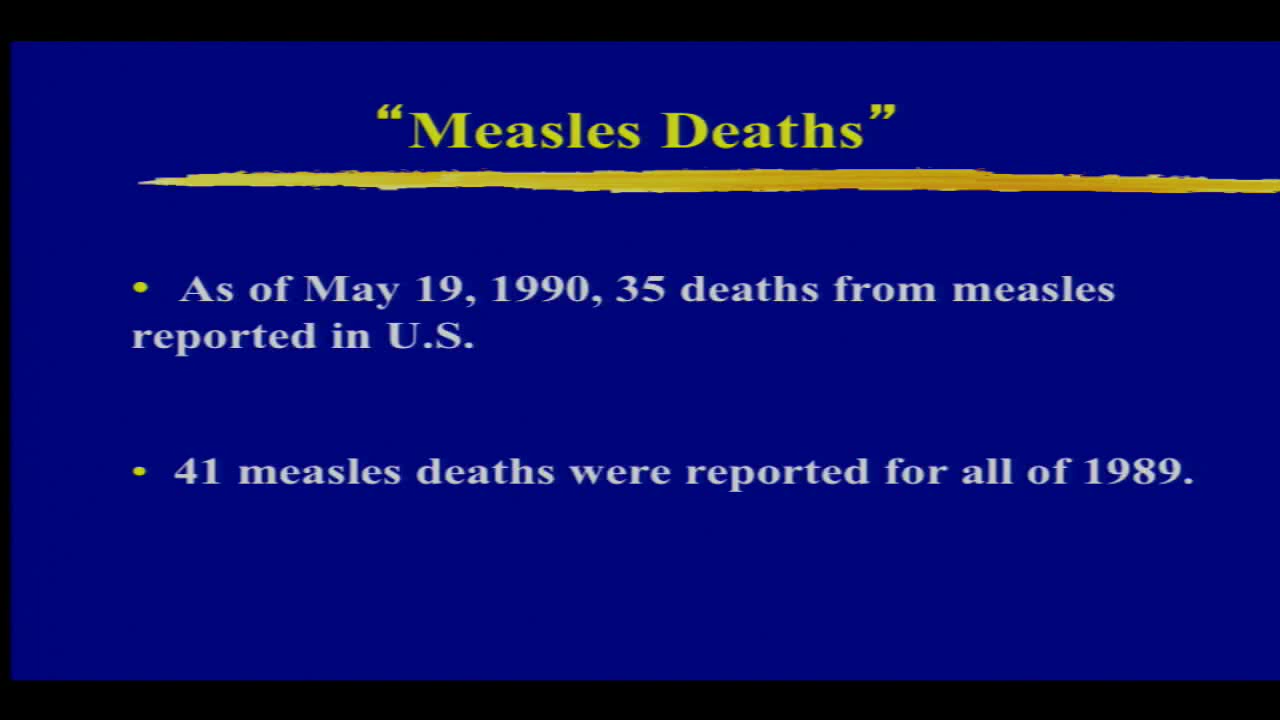 “Measles Deaths”
• As of May 19, 1990, 35 deaths from measles
reported in U.S.
• 41 measles deaths were reported for all of 1989.